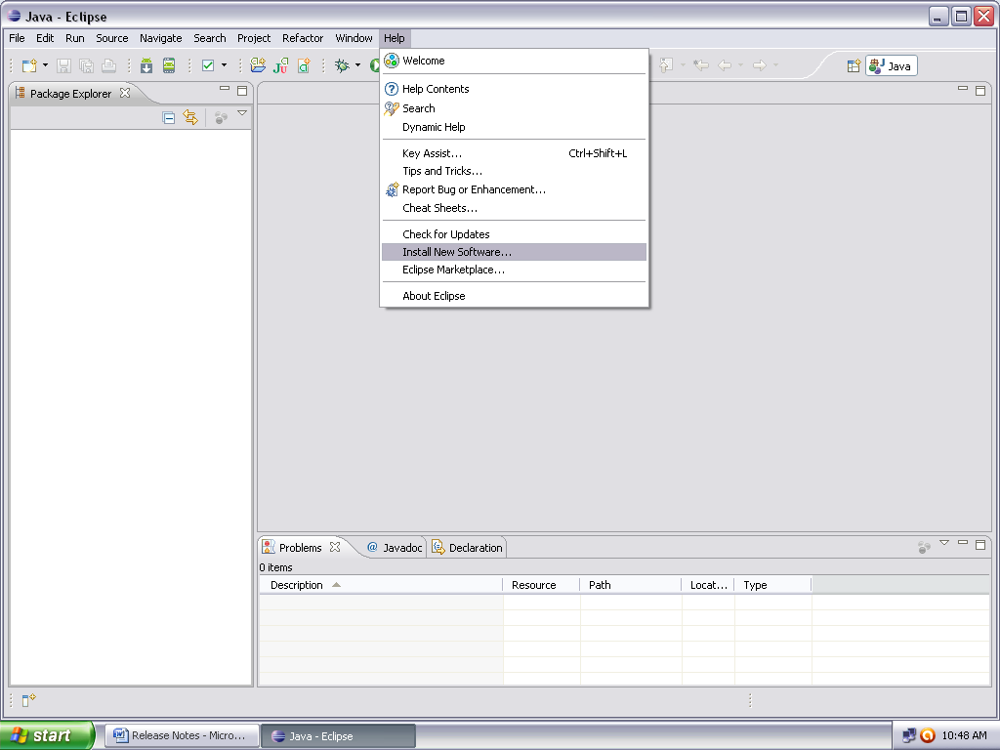 Java - Eclipse
File Edit Run Source Navigate Search Project Refactor Window Help
Java
Package Explorer
Welcome
Help Contents
Search
Dynamic Help
Key Assist... Ctrl+Shift+L
Tips and Tricks...
Report Bug or Enhancement...
Cheat Sheets...
Check for Updates
Install New Software...
Eclipse Marketplace...
About Eclipse
Problems @ Javadoc Declaration
0 items
Description Resource Path Locat... Type
start Release Notes - Micro... Java - Eclipse 10:48 AM